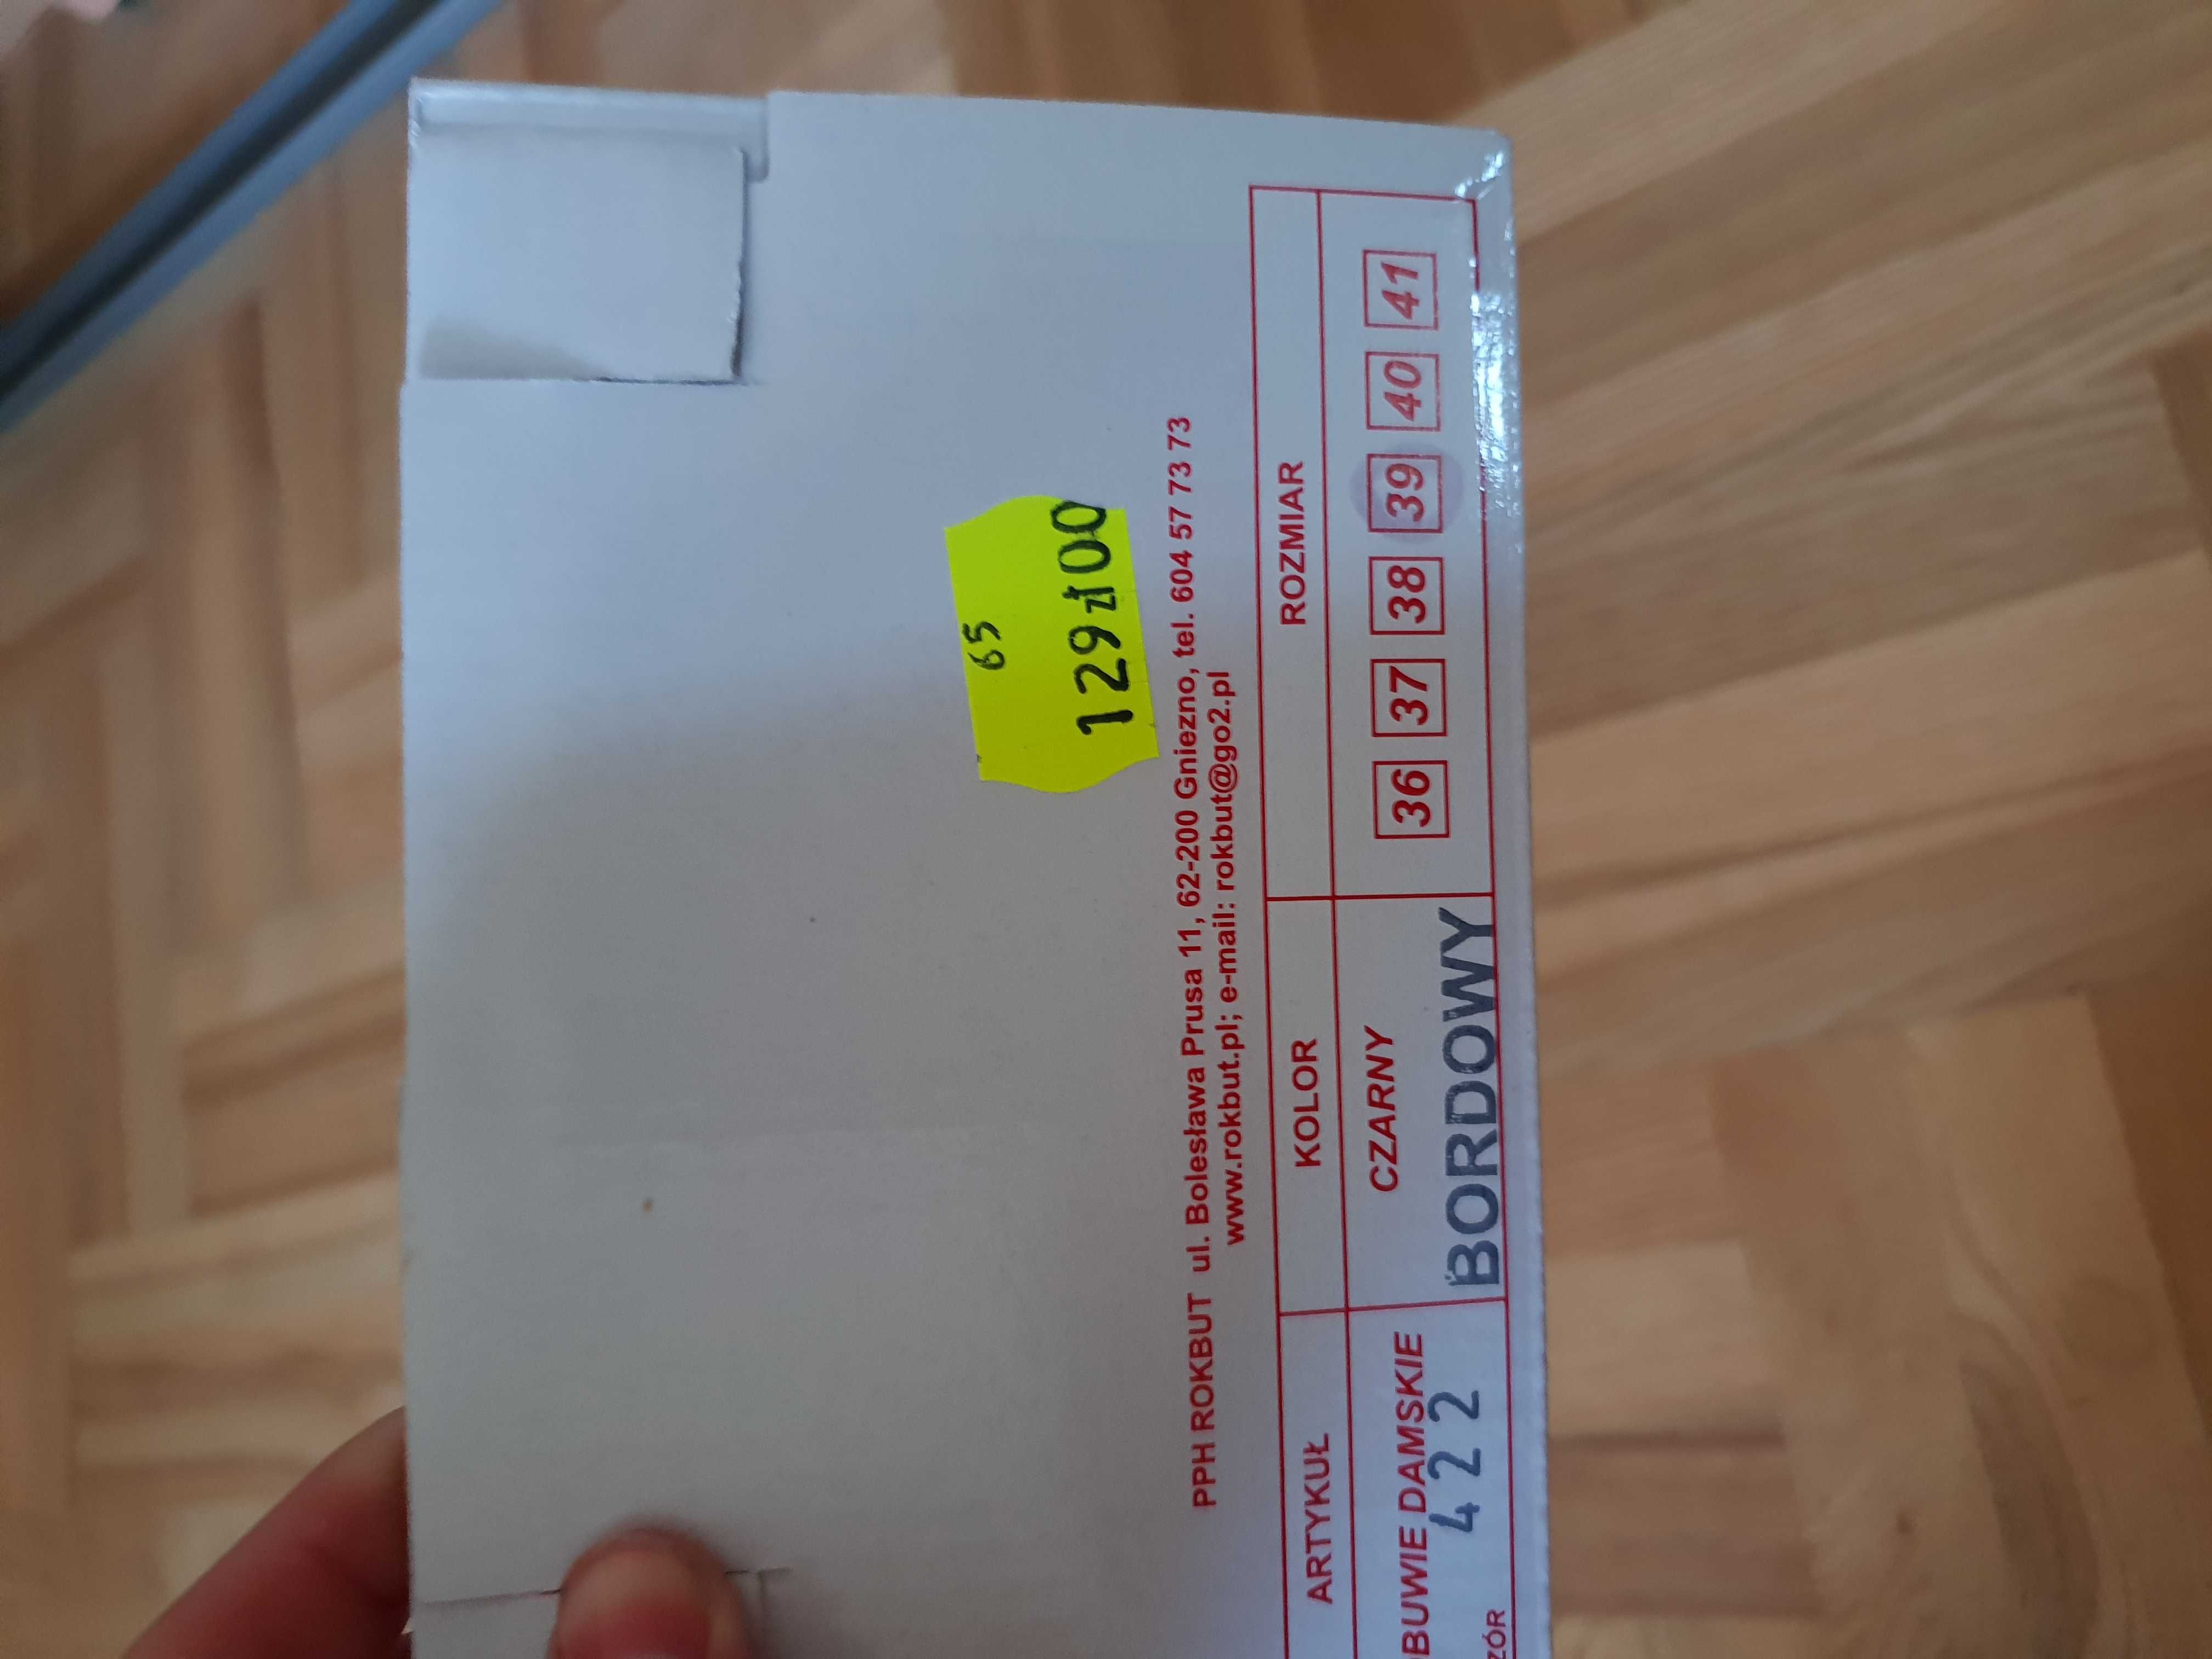 65
129zł00
PPH ROKBUT ul. Bolesława Prusa 11, 62-200 Gniezno, tel. 604 57 73 73
www.rokbut.pl; e-mail: rokbut@go2.pl
ARTYKUŁ KOLOR ROZMIAR
BUWIE DAMSKIE CZARNY 36 37 38 39 40 41
422 BORDOWY
ZÓR